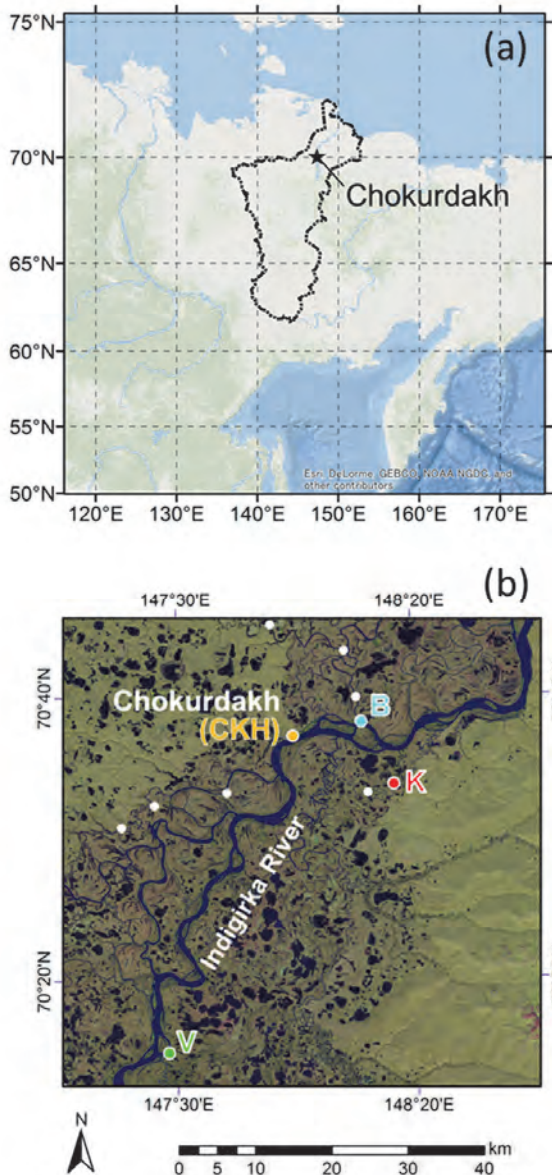 (a)
75°N
70°N
65°N
60°N
55°N
50°N
Chokurdakh
Esri, DeLorme, GEBCO, NOAA NGDC, and
other contributors
120°E 130°E 140°E 150°E 160°E 170°E
(b)
147°30'E 148°20'E
70°40'N
Chokurdakh
(CKH)
B
K
Indigirka River
70°20'N
V
147°30'E 148°20'E
N
km
0 5 10 20 30 40